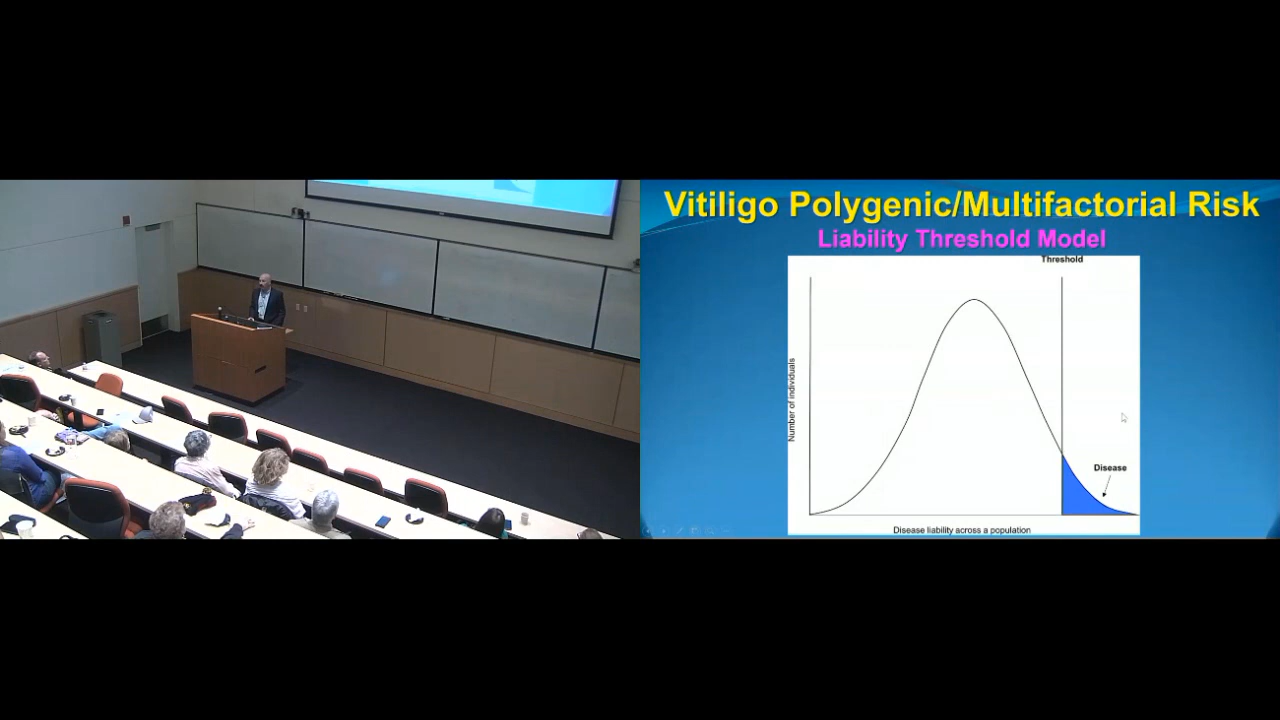 Vitiligo Polygenic/Multifactorial Risk
Liability Threshold Model
Threshold
Number of individuals
Disease
Disease liability across a population